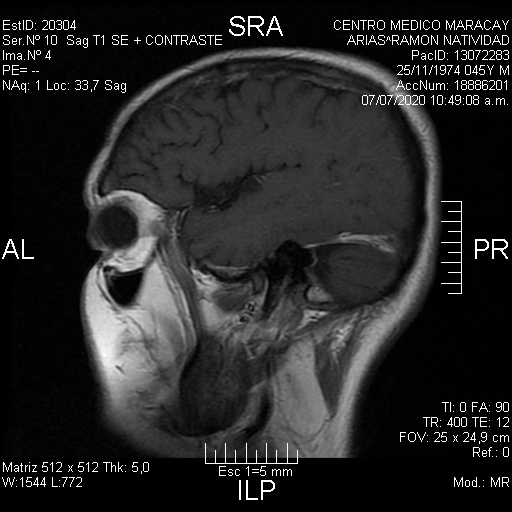 EstID: 20304
Ser.Nº 10 Sag T1 SE + CONTRASTE
Ima.Nº 4
PE= --
NAq: 1 Loc: 33,7 Sag
SRA
CENTRO MEDICO MARACAY
ARIAS^RAMON NATIVIDAD
PacID: 13072283
25/11/1974 045Y M
AccNum: 18886201
07/07/2020 10:49:08 a.m.
AL
PR
TI: 0 FA: 90
TR: 400 TE: 12
FOV: 25 x 24,9 cm
Ref.: 0
Mod.: MR
Matriz 512 x 512 Thk: 5,0
W:1544 L:772
Esc 1=5 mm
ILP